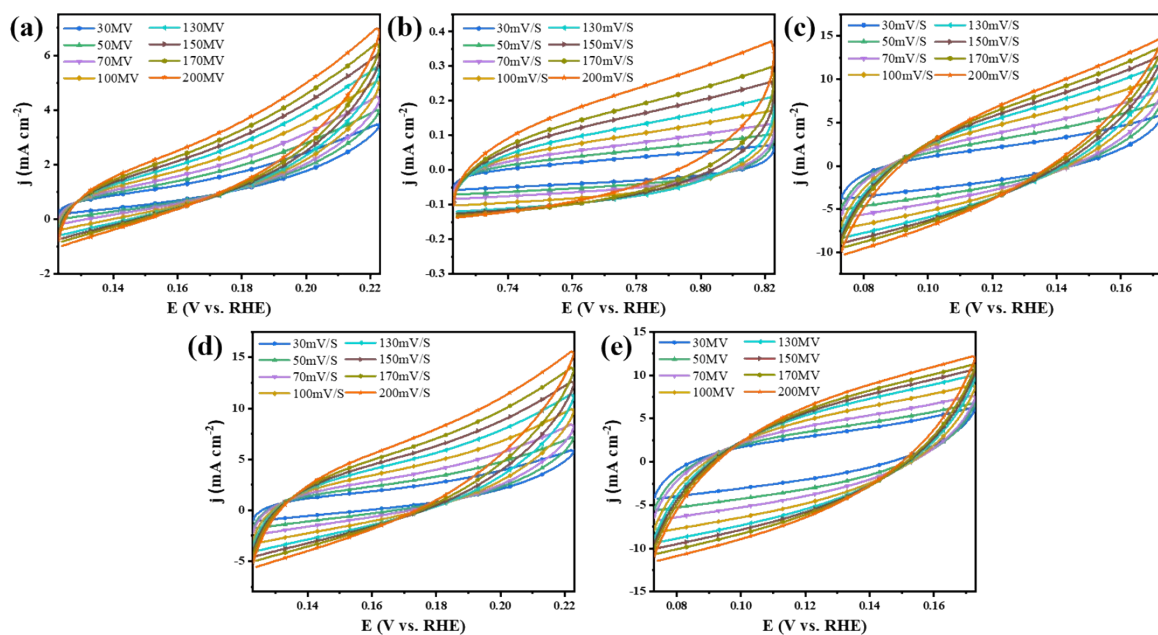 (a)
30MV 130MV
50MV 150MV
70MV 170MV
100MV 200MV
j (mA cm-2)
6
4
2
0
-2
0.14 0.16 0.18 0.20 0.22
E (V vs. RHE)
(b)
30mV/S 130mV/S
50mV/S 150mV/S
70mV/S 170mV/S
100mV/S 200mV/S
j (mA cm-2)
0.4
0.3
0.2
0.1
-0.0
-0.1
-0.2
-0.3
0.74 0.76 0.78 0.80 0.82
E (V vs. RHE)
(c)
30mV/S 130mV/S
50mV/S 150mV/S
70mV/S 170mV/S
100mV/S 200mV/S
j (mA cm-2)
15
10
5
0
-5
-10
0.08 0.10 0.12 0.14 0.16
E (V vs. RHE)
(d)
30mV/S 130mV/S
50mV/S 150mV/S
70mV/S 170mV/S
100mV/S 200mV/S
j (mA cm-2)
15
10
5
0
-5
0.14 0.16 0.18 0.20 0.22
E (V vs. RHE)
(e)
30MV 130MV
50MV 150MV
70MV 170MV
100MV 200MV
j (mA cm-2)
15
10
5
0
-5
-10
-15
0.08 0.10 0.12 0.14 0.16
E (V vs. RHE)